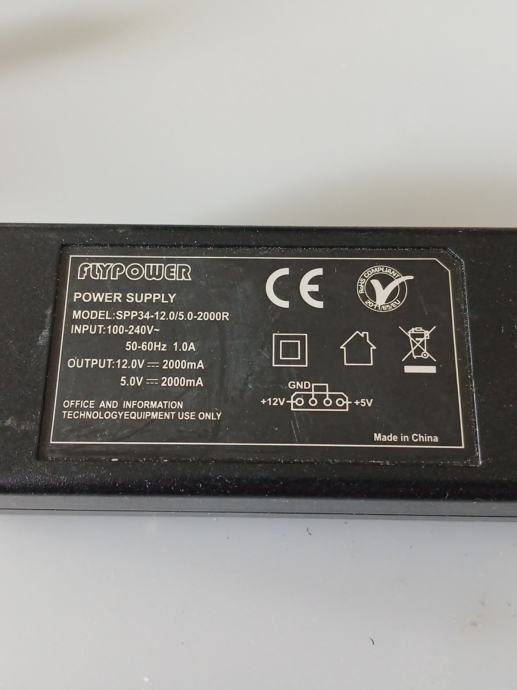 FLYPOWER
POWER SUPPLY
MODEL:SPP34-12.0/5.0-2000R
INPUT:100-240V~
50-60Hz 1.0A
OUTPUT:12.0V ⎓ 2000mA
5.0V ⎓ 2000mA
OFFICE AND INFORMATION
TECHNOLOGYEQUIPMENT USE ONLY
CE
RoHS COMPLIANT
2011/65/EU
GND
+12V
+5V
Made in China